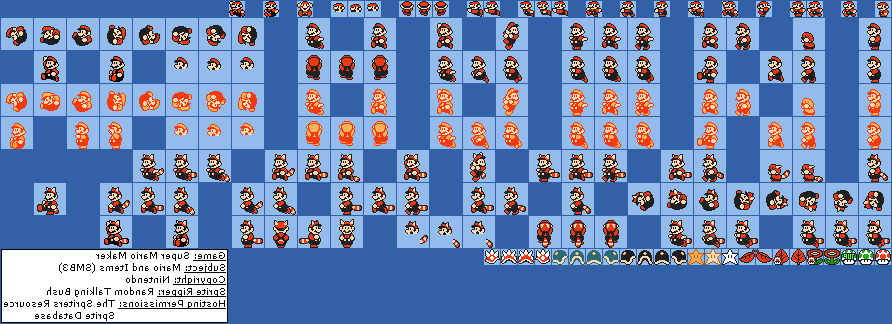 Game: Super Mario Maker
Subject: Mario and Items (SMB3)
Copyright: Nintendo
Sprite Ripper: Random Talking Bush
Hosting Permissions: The Spriters Resource
Sprite Database